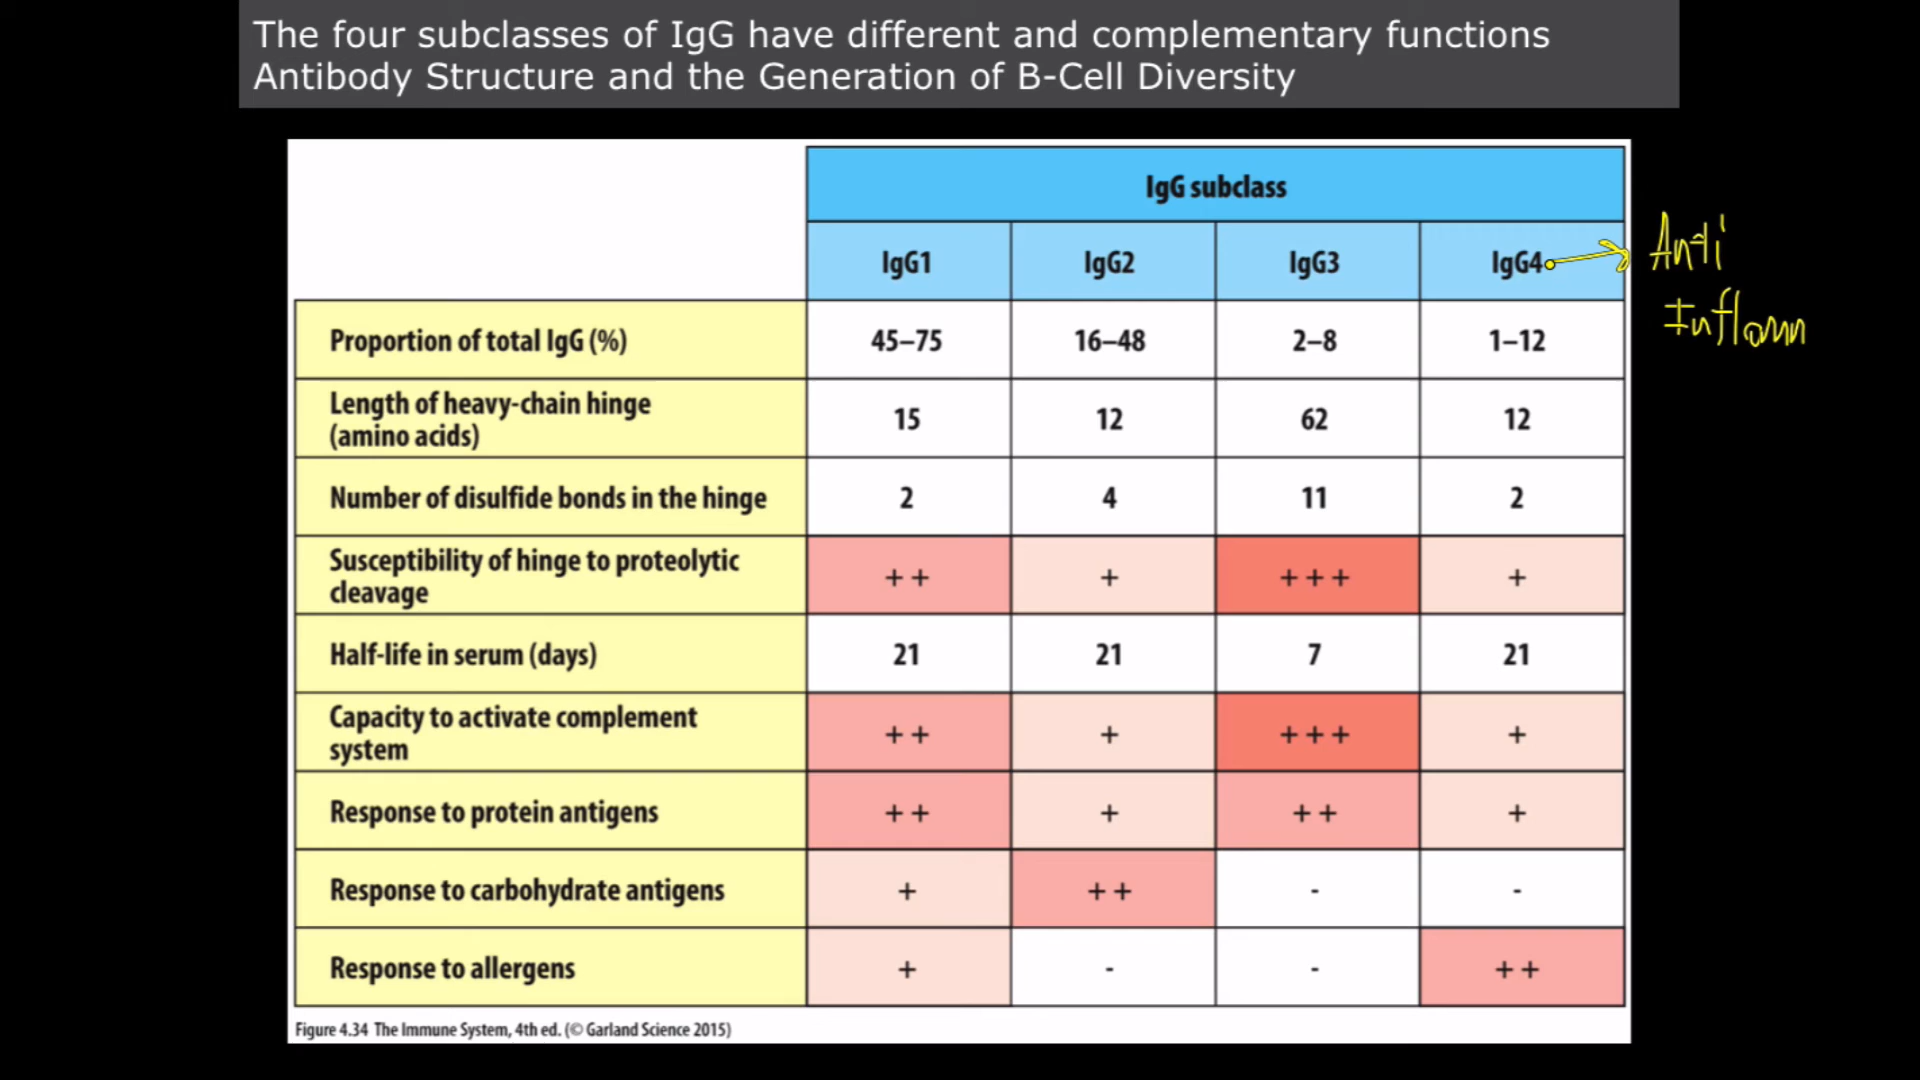 The four subclasses of IgG have different and complementary functions
Antibody Structure and the Generation of B-Cell Diversity
IgG subclass
IgG1 IgG2 IgG3 IgG4 Anti
Inflamm
Proportion of total IgG (%) 45–75 16–48 2–8 1–12
Length of heavy-chain hinge
(amino acids) 15 12 62 12
Number of disulfide bonds in the hinge 2 4 11 2
Susceptibility of hinge to proteolytic
cleavage ++ + +++ +
Half-life in serum (days) 21 21 7 21
Capacity to activate complement
system ++ + +++ +
Response to protein antigens ++ + ++ +
Response to carbohydrate antigens + ++ - -
Response to allergens + - - ++
Figure 4.34 The Immune System, 4th ed. (© Garland Science 2015)